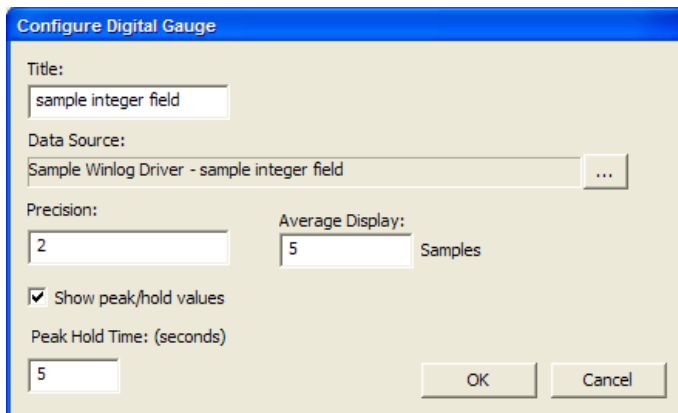 Configure Digital Gauge
Title:
sample integer field
Data Source:
Sample Winlog Driver - sample integer field
...
Precision:
Average Display:
2
5
Samples
Show peak/hold values
Peak Hold Time: (seconds)
5
OK
Cancel